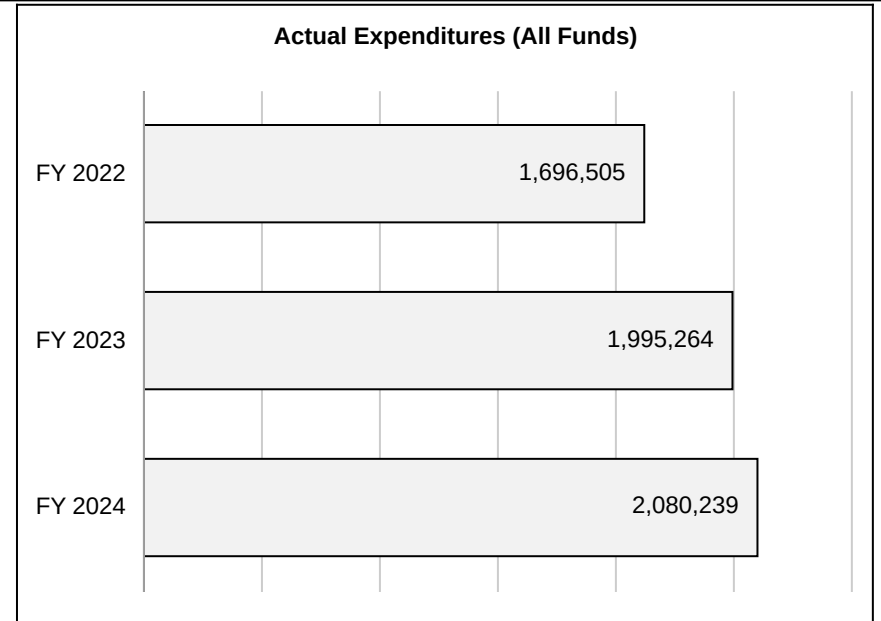 Actual Expenditures (All Funds)
FY 2022 1,696,505
FY 2023 1,995,264
FY 2024 2,080,239